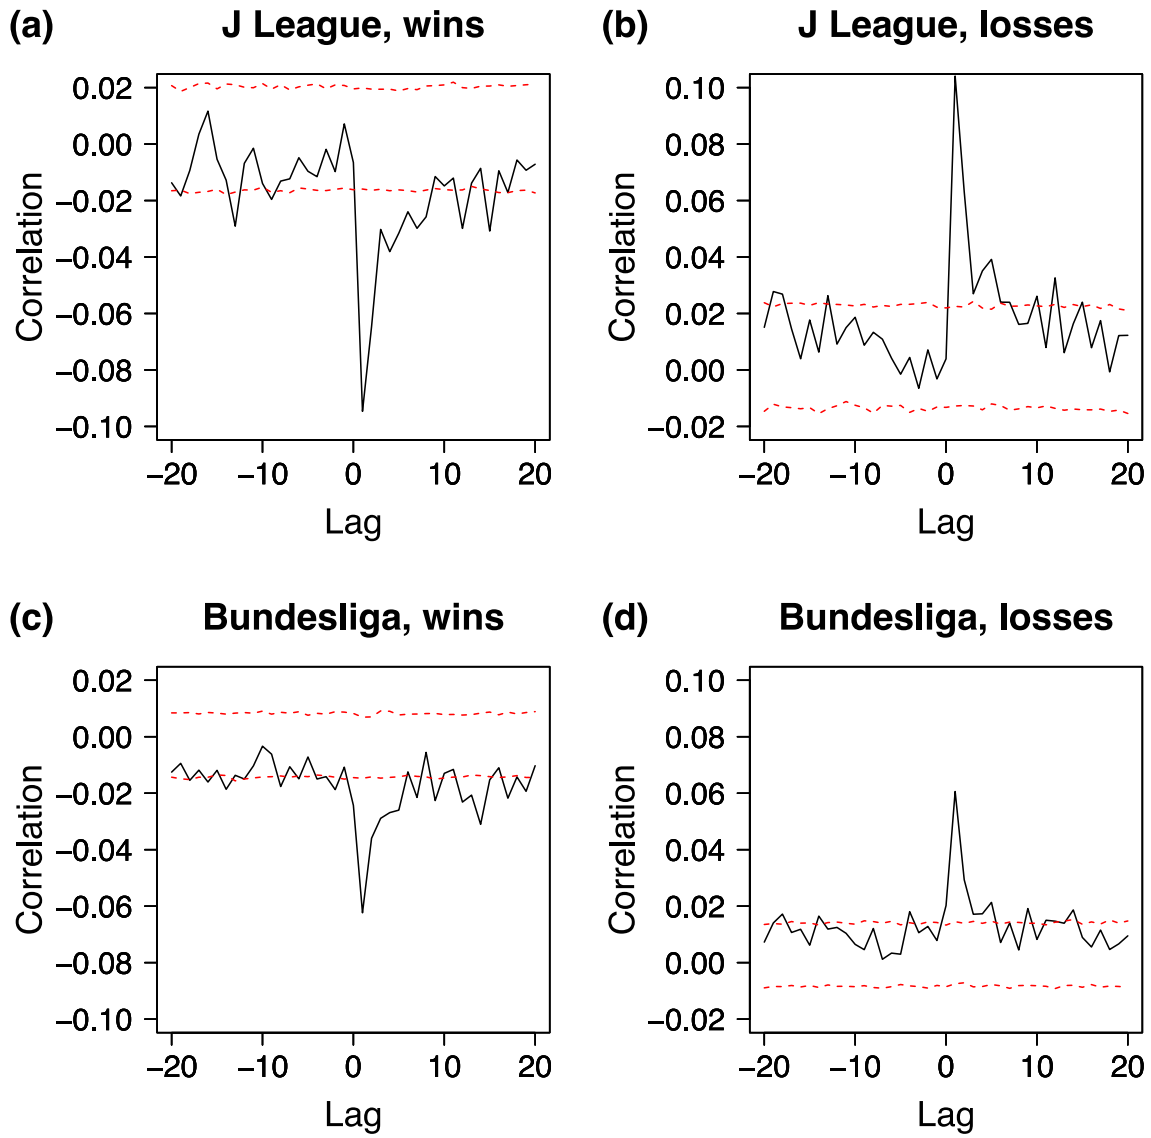 (a) J League, wins
0.02
0.00
−0.02
−0.04
−0.06
−0.08
−0.10
Correlation
−20 −10 0 10 20
Lag
(b) J League, losses
0.10
0.08
0.06
0.04
0.02
0.00
−0.02
Correlation
−20 −10 0 10 20
Lag
(c) Bundesliga, wins
0.02
0.00
−0.02
−0.04
−0.06
−0.08
−0.10
Correlation
−20 −10 0 10 20
Lag
(d) Bundesliga, losses
0.10
0.08
0.06
0.04
0.02
0.00
−0.02
Correlation
−20 −10 0 10 20
Lag